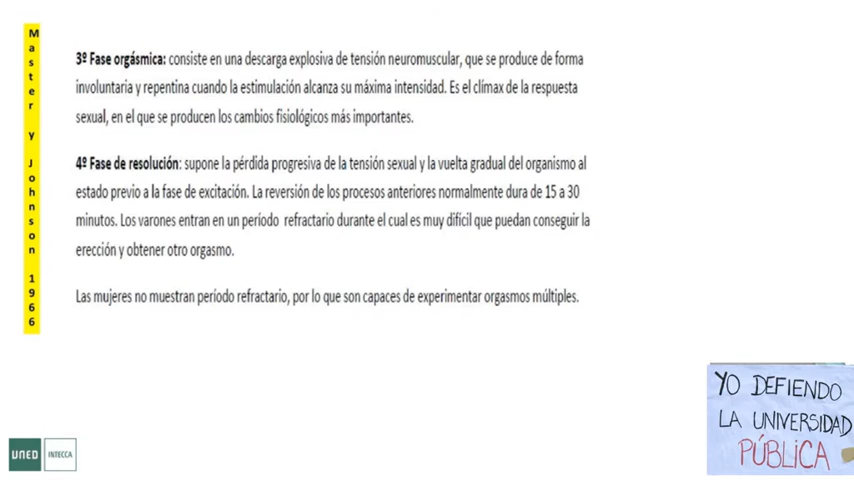 Master y Johnson 1966
3º Fase orgásmica: consiste en una descarga explosiva de tensión neuromuscular, que se produce de forma
involuntaria y repentina cuando la estimulación alcanza su máxima intensidad. Es el clímax de la respuesta
sexual, en el que se producen los cambios fisiológicos más importantes.
4º Fase de resolución: supone la pérdida progresiva de la tensión sexual y la vuelta gradual del organismo al
estado previo a la fase de excitación. La reversión de los procesos anteriores normalmente dura de 15 a 30
minutos. Los varones entran en un período refractario durante el cual es muy difícil que puedan conseguir la
erección y obtener otro orgasmo.
Las mujeres no muestran período refractario, por lo que son capaces de experimentar orgasmos múltiples.
YO DEFIENDO
LA UNIVERSIDAD
PÚBLiCA
UNED INTECCA